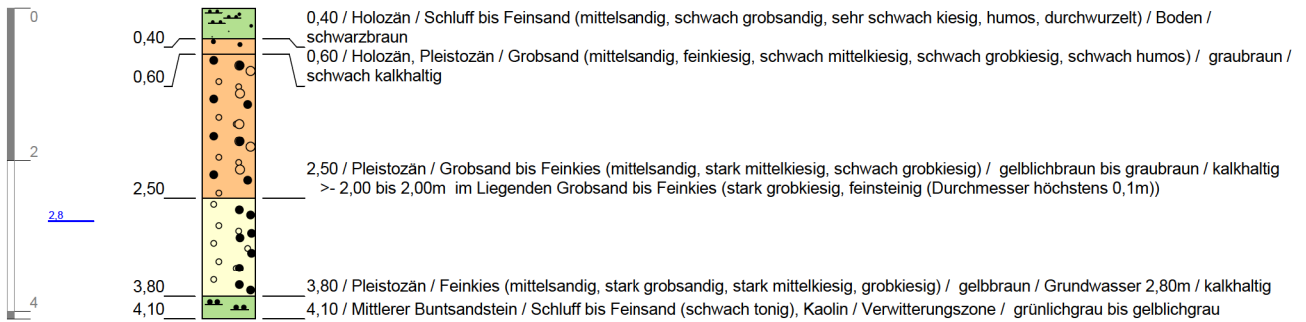 0
0,40 / Holozän / Schluff bis Feinsand (mittelsandig, schwach grobsandig, sehr schwach kiesig, humos, durchwurzelt) / Boden /
schwarzbraun
0,40
0,60 / Holozän, Pleistozän / Grobsand (mittelsandig, feinkiesig, schwach mittelkiesig, schwach grobkiesig, schwach humos) / graubraun /
schwach kalkhaltig
0,60
2
2,50 / Pleistozän / Grobsand bis Feinkies (mittelsandig, stark mittelkiesig, schwach grobkiesig) / gelblichbraun bis graubraun / kalkhaltig
>- 2,00 bis 2,00m im Liegenden Grobsand bis Feinkies (stark grobkiesig, feinsteinig (Durchmesser höchstens 0,1m))
2,50
2,8
3,80
3,80 / Pleistozän / Feinkies (mittelsandig, stark grobsandig, stark mittelkiesig, grobkiesig) / gelbbraun / Grundwasser 2,80m / kalkhaltig
4
4,10
4,10 / Mittlerer Buntsandstein / Schluff bis Feinsand (schwach tonig), Kaolin / Verwitterungszone / grünlichgrau bis gelblichgrau